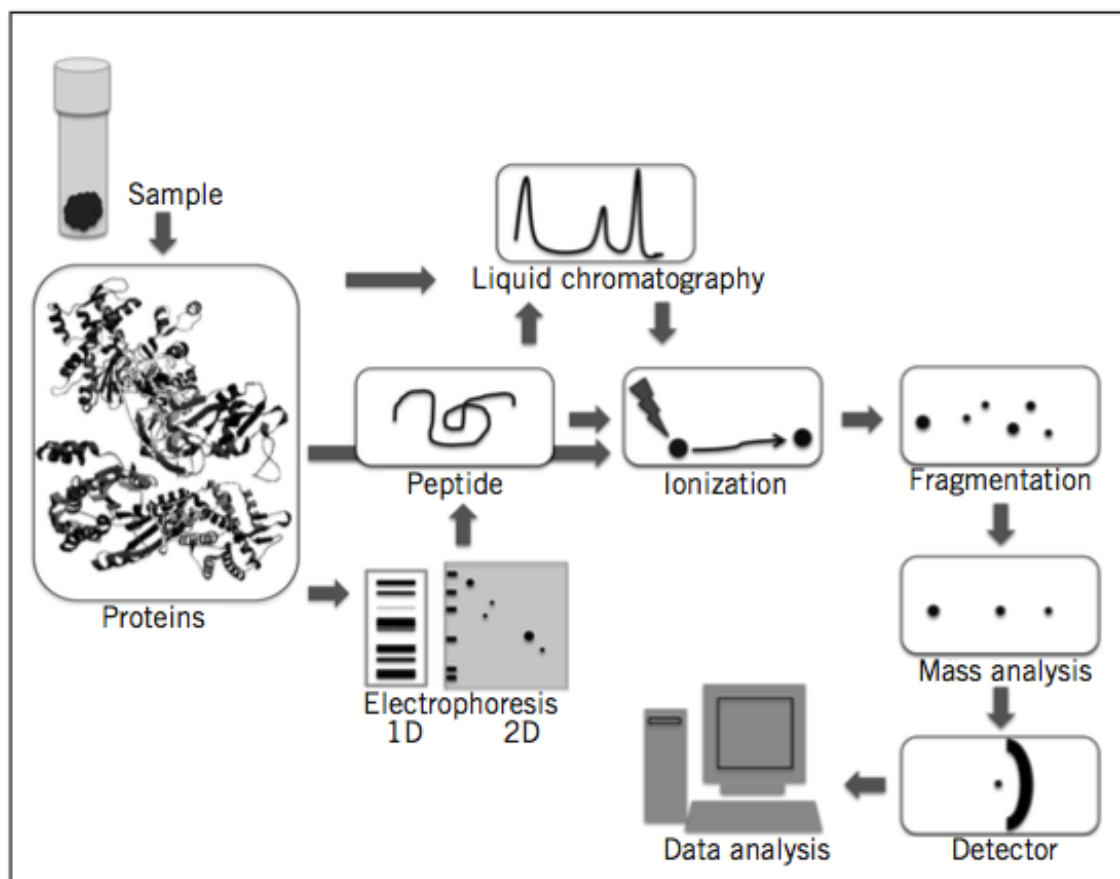 Sample
Liquid chromatography
Peptide
Ionization
Fragmentation
Proteins
Electrophoresis
1D 2D
Mass analysis
Data analysis
Detector